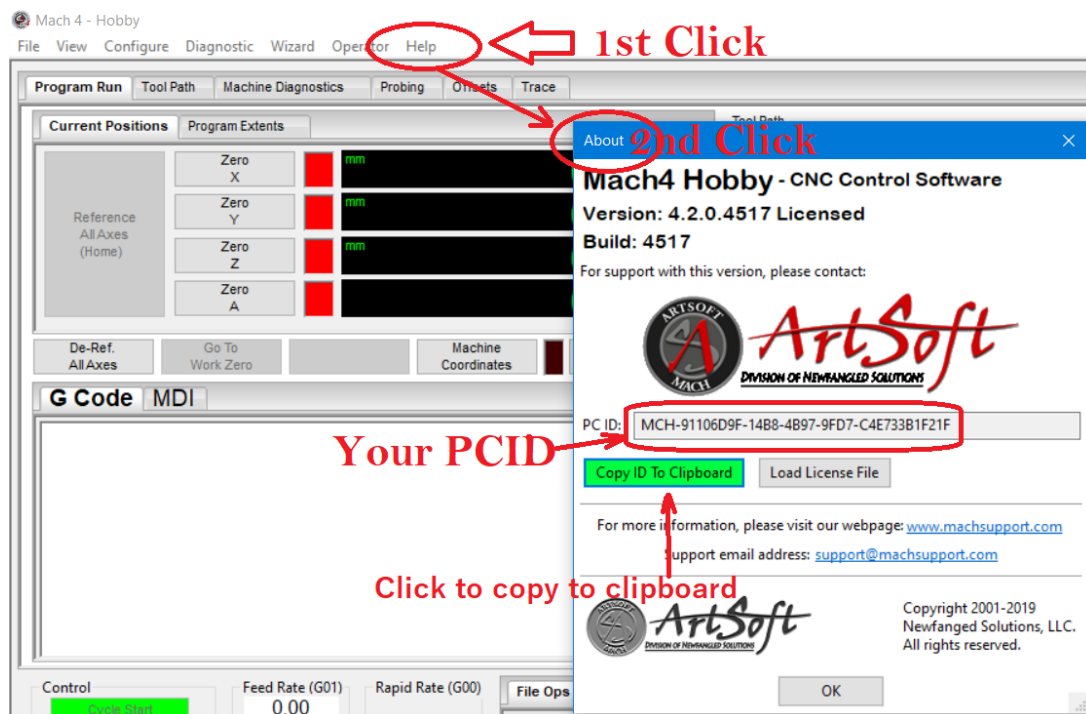 Mach 4 - Hobby
File View Configure Diagnostic Wizard Operator Help
1st Click
Program Run Tool Path Machine Diagnostics Probing Offsets Trace
Current Positions Program Extents
Tool Path
About
2nd Click
Zero
X
mm
Zero
Y
mm
Zero
Z
mm
Zero
A
Reference
All Axes
(Home)
De-Ref.
All Axes
Go To
Work Zero
Machine
Coordinates
G Code MDI
Mach4 Hobby - CNC Control Software
Version: 4.2.0.4517 Licensed
Build: 4517
For support with this version, please contact:
ARTSOFT
MACH
ArtSoft
DIVISION OF NEWFANGLED SOLUTIONS
PC ID: MCH-91106D9F-14B8-4B97-9FD7-C4E733B1F21F
Your PCID
Copy ID To Clipboard Load License File
For more information, please visit our webpage: www.machsupport.com
Support email address: support@machsupport.com
Click to copy to clipboard
ARTSOFT
MACH
ArtSoft
DIVISION OF NEWFANGLED SOLUTIONS
Copyright 2001-2019
Newfanged Solutions, LLC.
All rights reserved.
OK
Control
Cycle Start
Feed Rate (G01)
0.00
Rapid Rate (G00)
File Ops